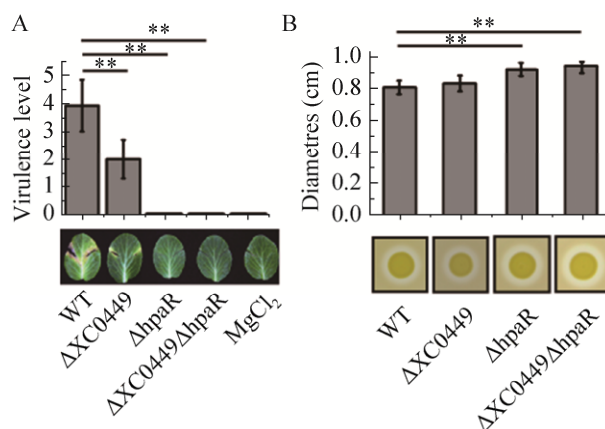 A
**
**
**
Virulence level
5
4
3
2
1
0
WT
ΔXC0449
ΔhpaR
ΔXC0449ΔhpaR
MgCl₂
B
**
**
Diametres (cm)
1.0
0.8
0.6
0.4
0.2
0.0
WT
ΔXC0449
ΔhpaR
ΔXC0449ΔhpaR